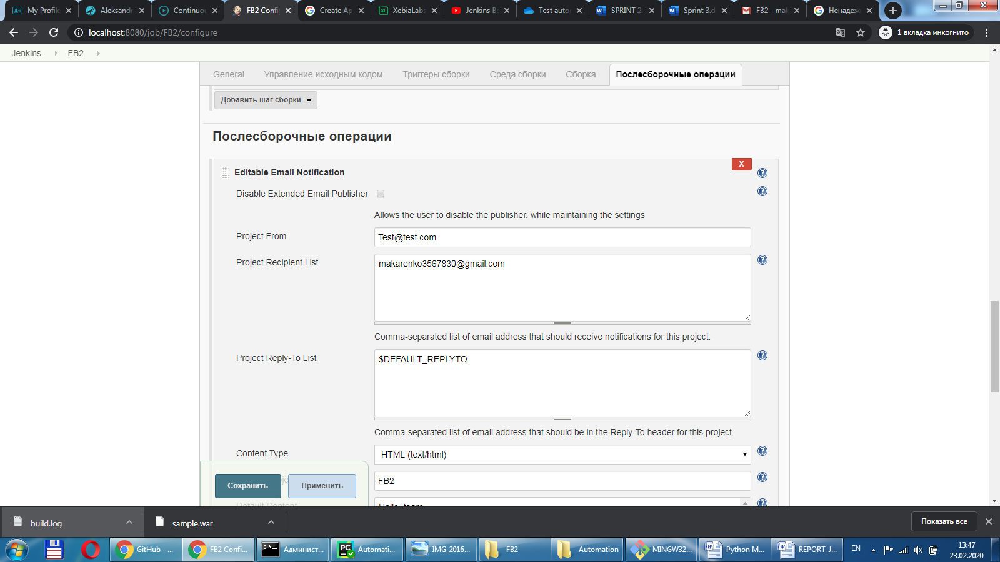 My Profile
Aleksandr
Continuou
FB2 Confi
Create Ap
XebiaLabs
Jenkins Be
Test autor
SPRINT 2.
Sprint 3.d
FB2 - mak
Ненадежн
localhost:8080/job/FB2/configure
1 вкладка инкогнито
Jenkins
FB2
General
Управление исходным кодом
Триггеры сборки
Среда сборки
Сборка
Послесборочные операции
Добавить шаг сборки
Послесборочные операции
X
Editable Email Notification
Disable Extended Email Publisher
Allows the user to disable the publisher, while maintaining the settings
Project From
Test@test.com
Project Recipient List
makarenko3567830@gmail.com
Comma-separated list of email address that should receive notifications for this project.
Project Reply-To List
$DEFAULT_REPLYTO
Comma-separated list of email address that should be in the Reply-To header for this project.
Content Type
HTML (text/html)
FB2
Сохранить
Применить
Default Content
Hello, team
build.log
sample.war
Показать все
GitHub - ...
FB2 Confi...
Админист...
PC
Automati...
IMG_2016...
FB2
Automation
MINGW32...
Python M...
REPORT_J...
EN
13:47
23.02.2020